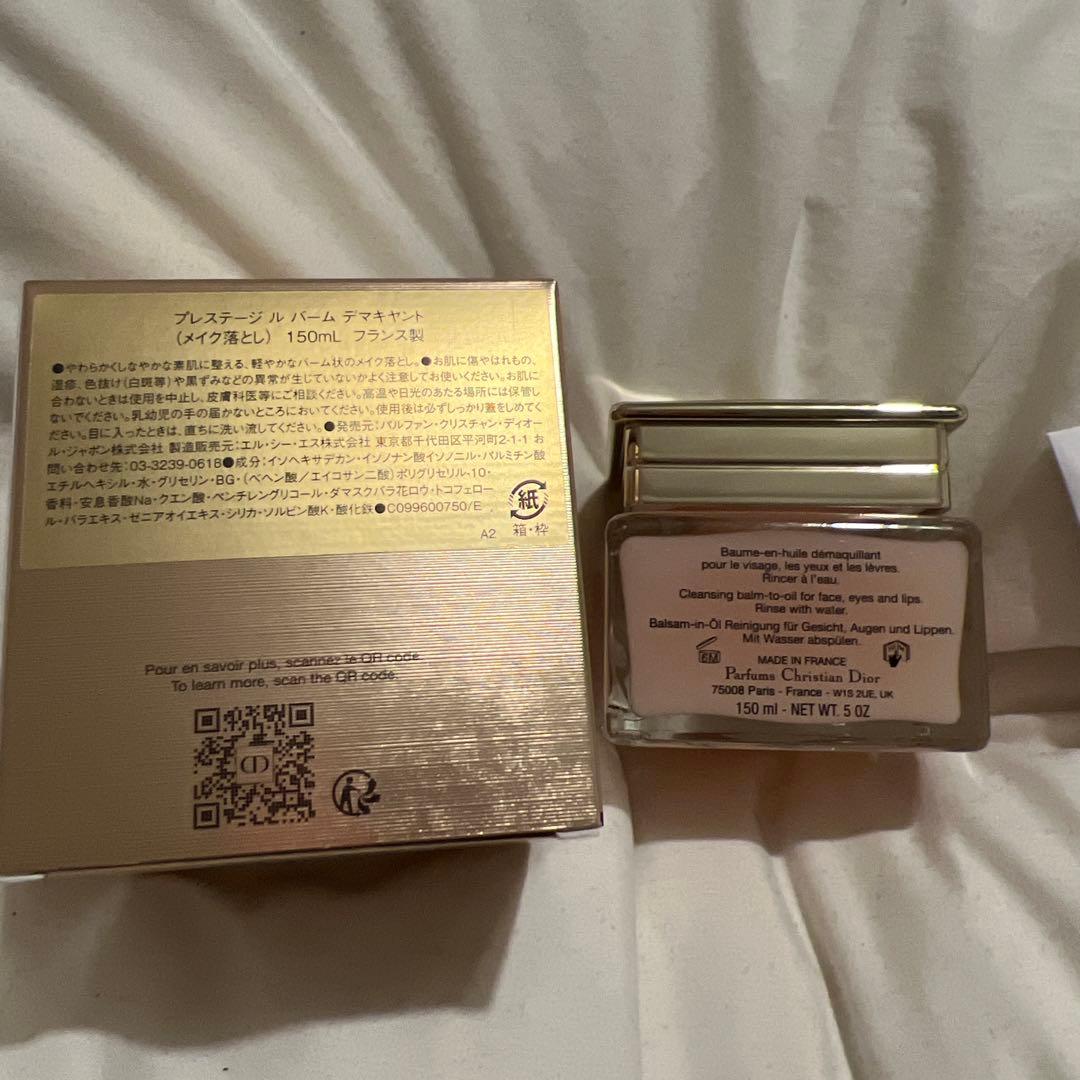 プレステージ ル バーム デマキヤント
(メイク落とし) 150mL フランス製
●やわらかくしなやかな素肌に整える、軽やかなバーム状のメイク落とし。●お肌に傷やはれもの、
湿疹、色抜け(白斑等)や黒ずみなどの異常が生じていないかよく注意してお使いください。お肌に
合わないときは使用を中止し、皮膚科医等にご相談ください。高温や日光のあたる場所には保管し
ないでください。乳幼児の手の届かないところにおいてください。使用後は必ずしっかり蓋をしめてく
ださい。目に入ったときは、直ちに洗い流してください。●発売元:パルファン・クリスチャン・ディオー
ル・ジャポン株式会社 製造販売元:エル・シー・エス株式会社 東京都千代田区平河町2-1-1 お
問い合わせ先:03-3239-0618●成分:イソヘキサデカン・イソノナン酸イソノニル・パルミチン酸
エチルヘキシル・水・グリセリン・BG・(ベヘン酸/エイコサン二酸)ポリグリセリル-10・
香料・安息香酸Na・クエン酸・ペンチレングリコール・ダマスクバラ花ロウ・トコフェロー
ル・バラエキス・ゼニアオイエキス・シリカ・ソルビン酸K・酸化鉄●C099600750/E
A2
紙
箱・枠
Pour en savoir plus, scannez le QR code.
To learn more, scan the QR code.
CD
Baume-en-huile démaquillant
pour le visage, les yeux et les lèvres.
Rincer à l'eau.
Cleansing balm-to-oil for face, eyes and lips.
Rinse with water.
Balsam-in-Öl Reinigung für Gesicht, Augen und Lippen.
Mit Wasser abspülen.
6M
MADE IN FRANCE
Parfums Christian Dior
75008 Paris - France - W1S 2UE, UK
150 ml - NET WT. 5 OZ